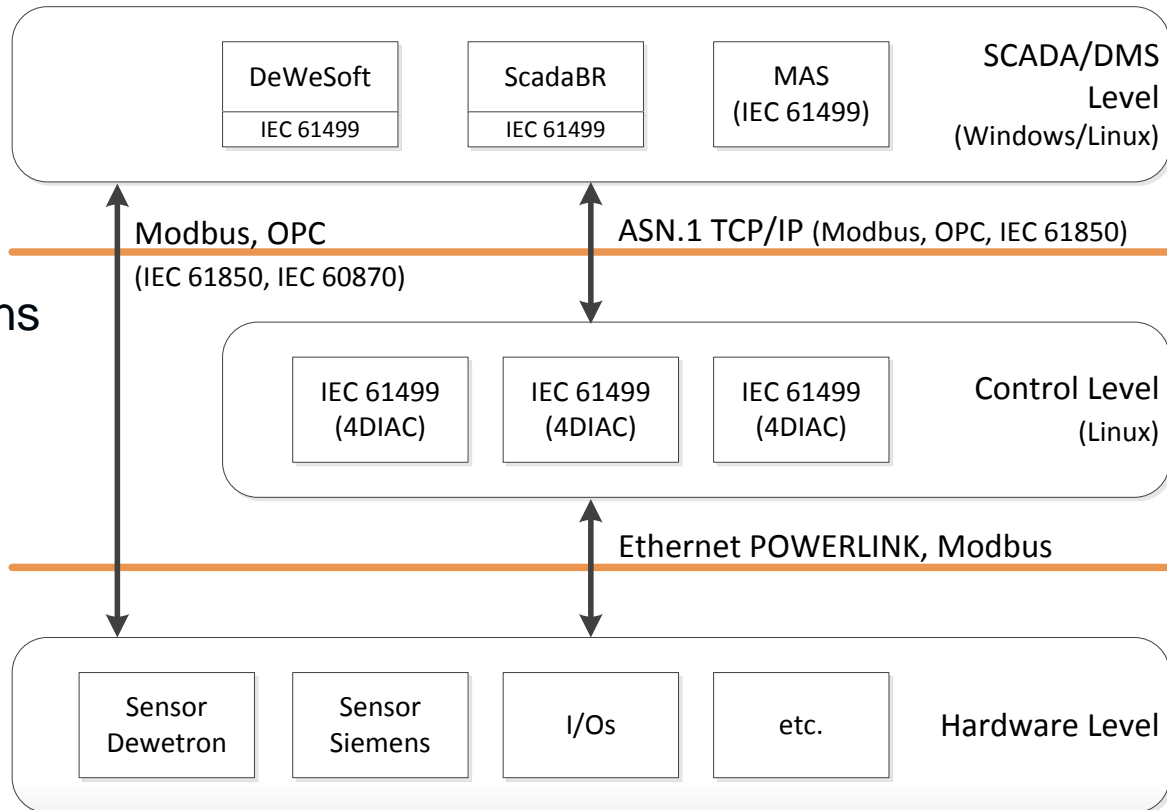 DeWeSoft
IEC 61499
ScadaBR
IEC 61499
MAS
(IEC 61499)
SCADA/DMS
Level
(Windows/Linux)
Modbus, OPC
(IEC 61850, IEC 60870)
ASN.1 TCP/IP (Modbus, OPC, IEC 61850)
ns
IEC 61499
(4DIAC)
IEC 61499
(4DIAC)
IEC 61499
(4DIAC)
Control Level
(Linux)
Ethernet POWERLINK, Modbus
Sensor
Dewetron
Sensor
Siemens
I/Os
etc.
Hardware Level